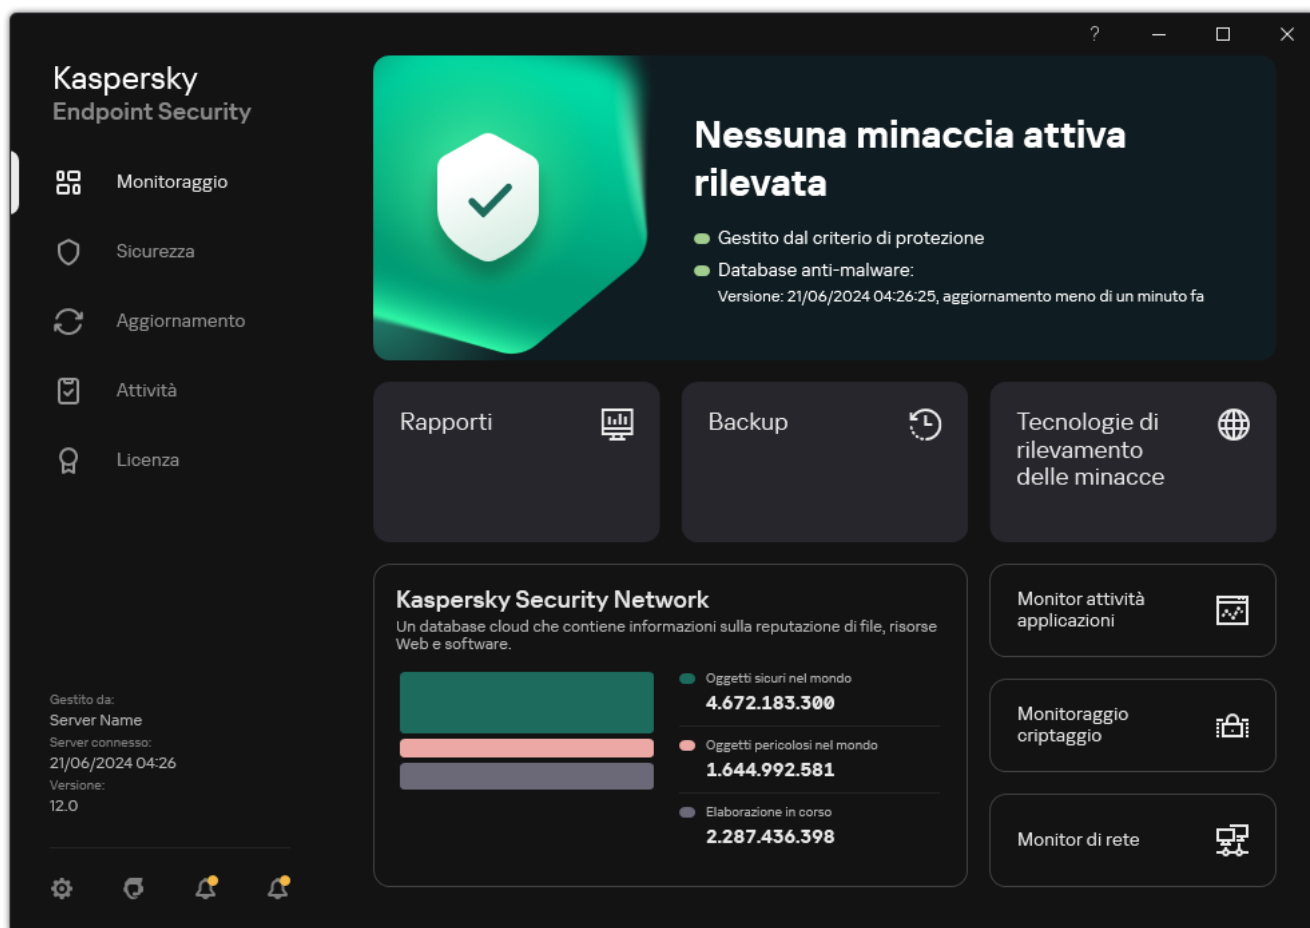 ?
Kaspersky
Endpoint Security
Monitoraggio
Sicurezza
Aggiornamento
Attività
Licenza
Gestito da:
Server Name
Server connesso:
21/06/2024 04:26
Versione:
12.0
Nessuna minaccia attiva
rilevata
Gestito dal criterio di protezione
Database anti-malware:
Versione: 21/06/2024 04:26:25, aggiornamento meno di un minuto fa
Rapporti
Backup
Tecnologie di
rilevamento
delle minacce
Kaspersky Security Network
Un database cloud che contiene informazioni sulla reputazione di file, risorse
Web e software.
Oggetti sicuri nel mondo
4.672.183.300
Oggetti pericolosi nel mondo
1.644.992.581
Elaborazione in corso
2.287.436.398
Monitor attività
applicazioni
Monitoraggio
criptaggio
Monitor di rete